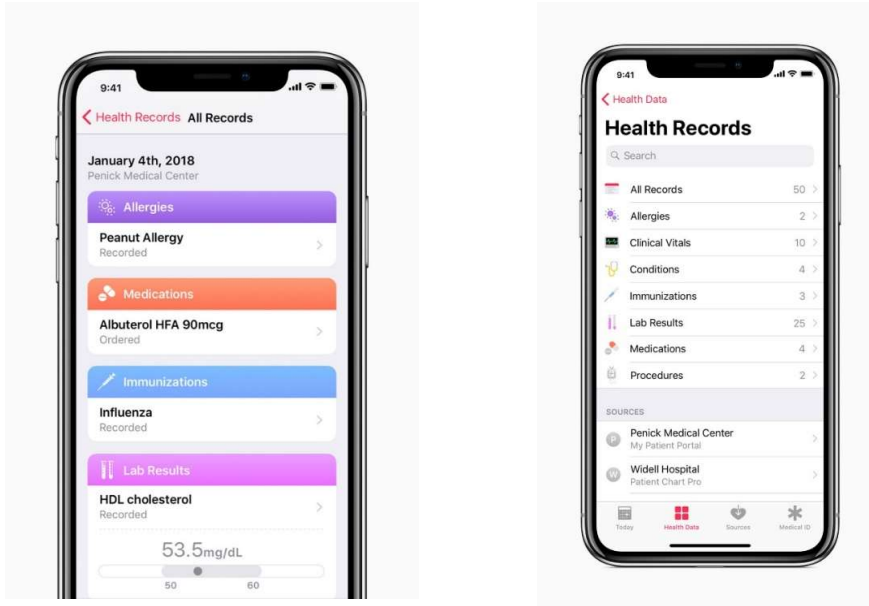 9:41
Health Records All Records
January 4th, 2018
Penick Medical Center
Allergies
Peanut Allergy
Recorded
Medications
Albuterol HFA 90mcg
Ordered
Immunizations
Influenza
Recorded
Lab Results
HDL cholesterol
Recorded
53.5mg/dL
50 60
9:41
Health Data
Health Records
Search
All Records 50
Allergies 2
Clinical Vitals 10
Conditions 4
Immunizations 3
Lab Results 25
Medications 4
Procedures 2
SOURCES
P Penick Medical Center
My Patient Portal
W Widell Hospital
Patient Chart Pro
Today Health Data Sources Medical ID